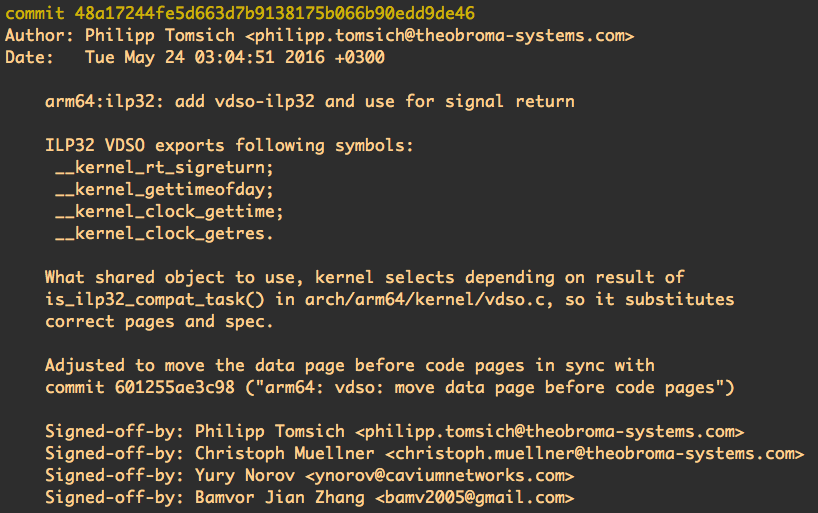 commit 48a17244fe5d663d7b9138175b066b90edd9de46
Author: Philipp Tomsich <philipp.tomsich@theobroma-systems.com>
Date:   Tue May 24 03:04:51 2016 +0300

    arm64:ilp32: add vdso-ilp32 and use for signal return

    ILP32 VDSO exports following symbols:
     __kernel_rt_sigreturn;
     __kernel_gettimeofday;
     __kernel_clock_gettime;
     __kernel_clock_getres.

    What shared object to use, kernel selects depending on result of
    is_ilp32_compat_task() in arch/arm64/kernel/vdso.c, so it substitutes
    correct pages and spec.

    Adjusted to move the data page before code pages in sync with
    commit 601255ae3c98 ("arm64: vdso: move data page before code pages")

    Signed-off-by: Philipp Tomsich <philipp.tomsich@theobroma-systems.com>
    Signed-off-by: Christoph Muellner <christoph.muellner@theobroma-systems.com>
    Signed-off-by: Yury Norov <ynorov@caviumnetworks.com>
    Signed-off-by: Bamvor Jian Zhang <bamv2005@gmail.com>